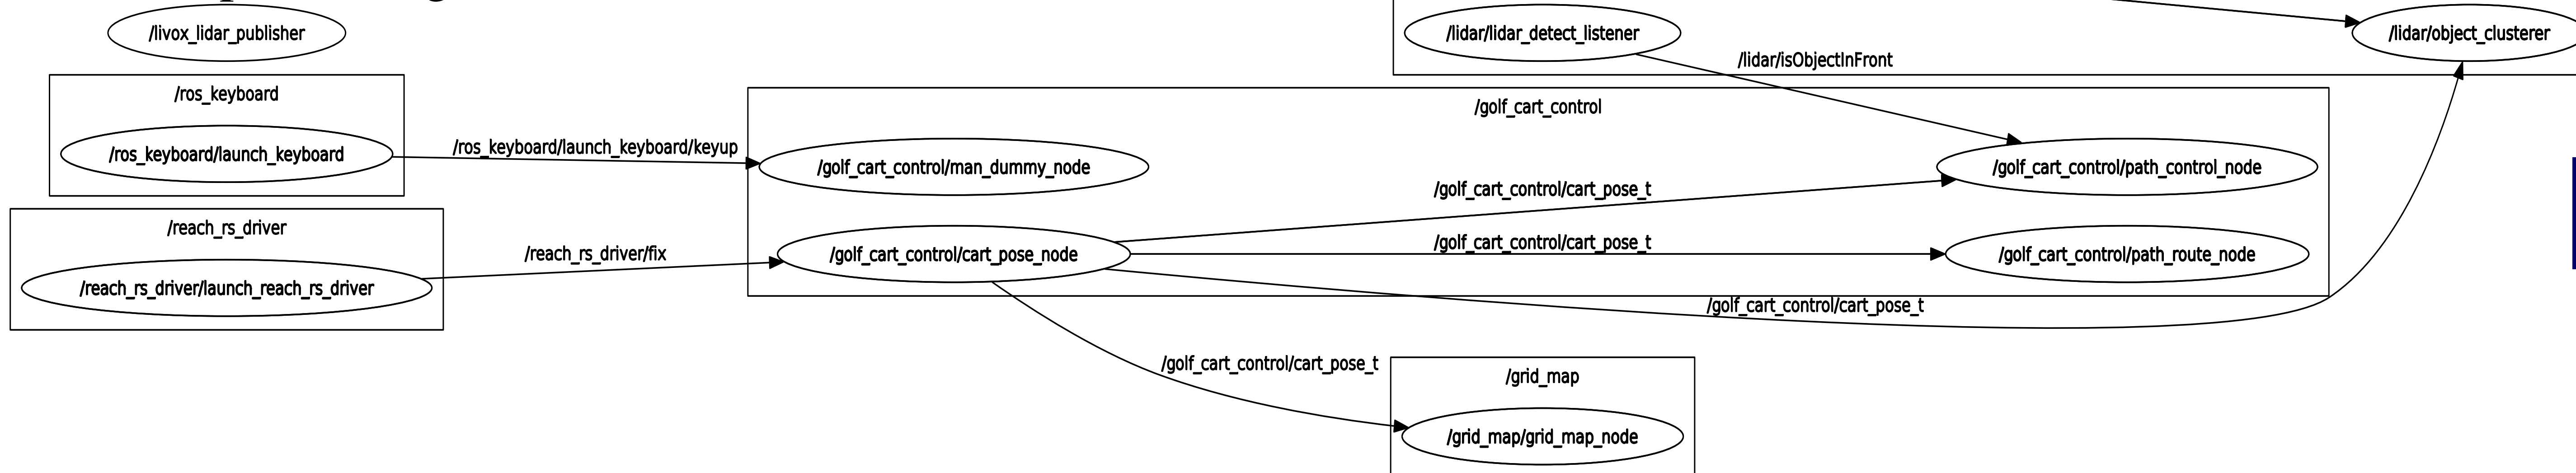 /livox_lidar_publisher
/lidar/lidar_detect_listener
/lidar/object_clusterer
/lidar/isObjectInFront
/ros_keyboard
/golf_cart_control
/ros_keyboard/launch_keyboard
/ros_keyboard/launch_keyboard/keyup
/golf_cart_control/man_dummy_node
/golf_cart_control/path_control_node
/golf_cart_control/cart_pose_t
/reach_rs_driver
/reach_rs_driver/fix
/golf_cart_control/cart_pose_node
/golf_cart_control/cart_pose_t
/golf_cart_control/path_route_node
/reach_rs_driver/launch_reach_rs_driver
/golf_cart_control/cart_pose_t
/golf_cart_control/cart_pose_t
/grid_map
/grid_map/grid_map_node